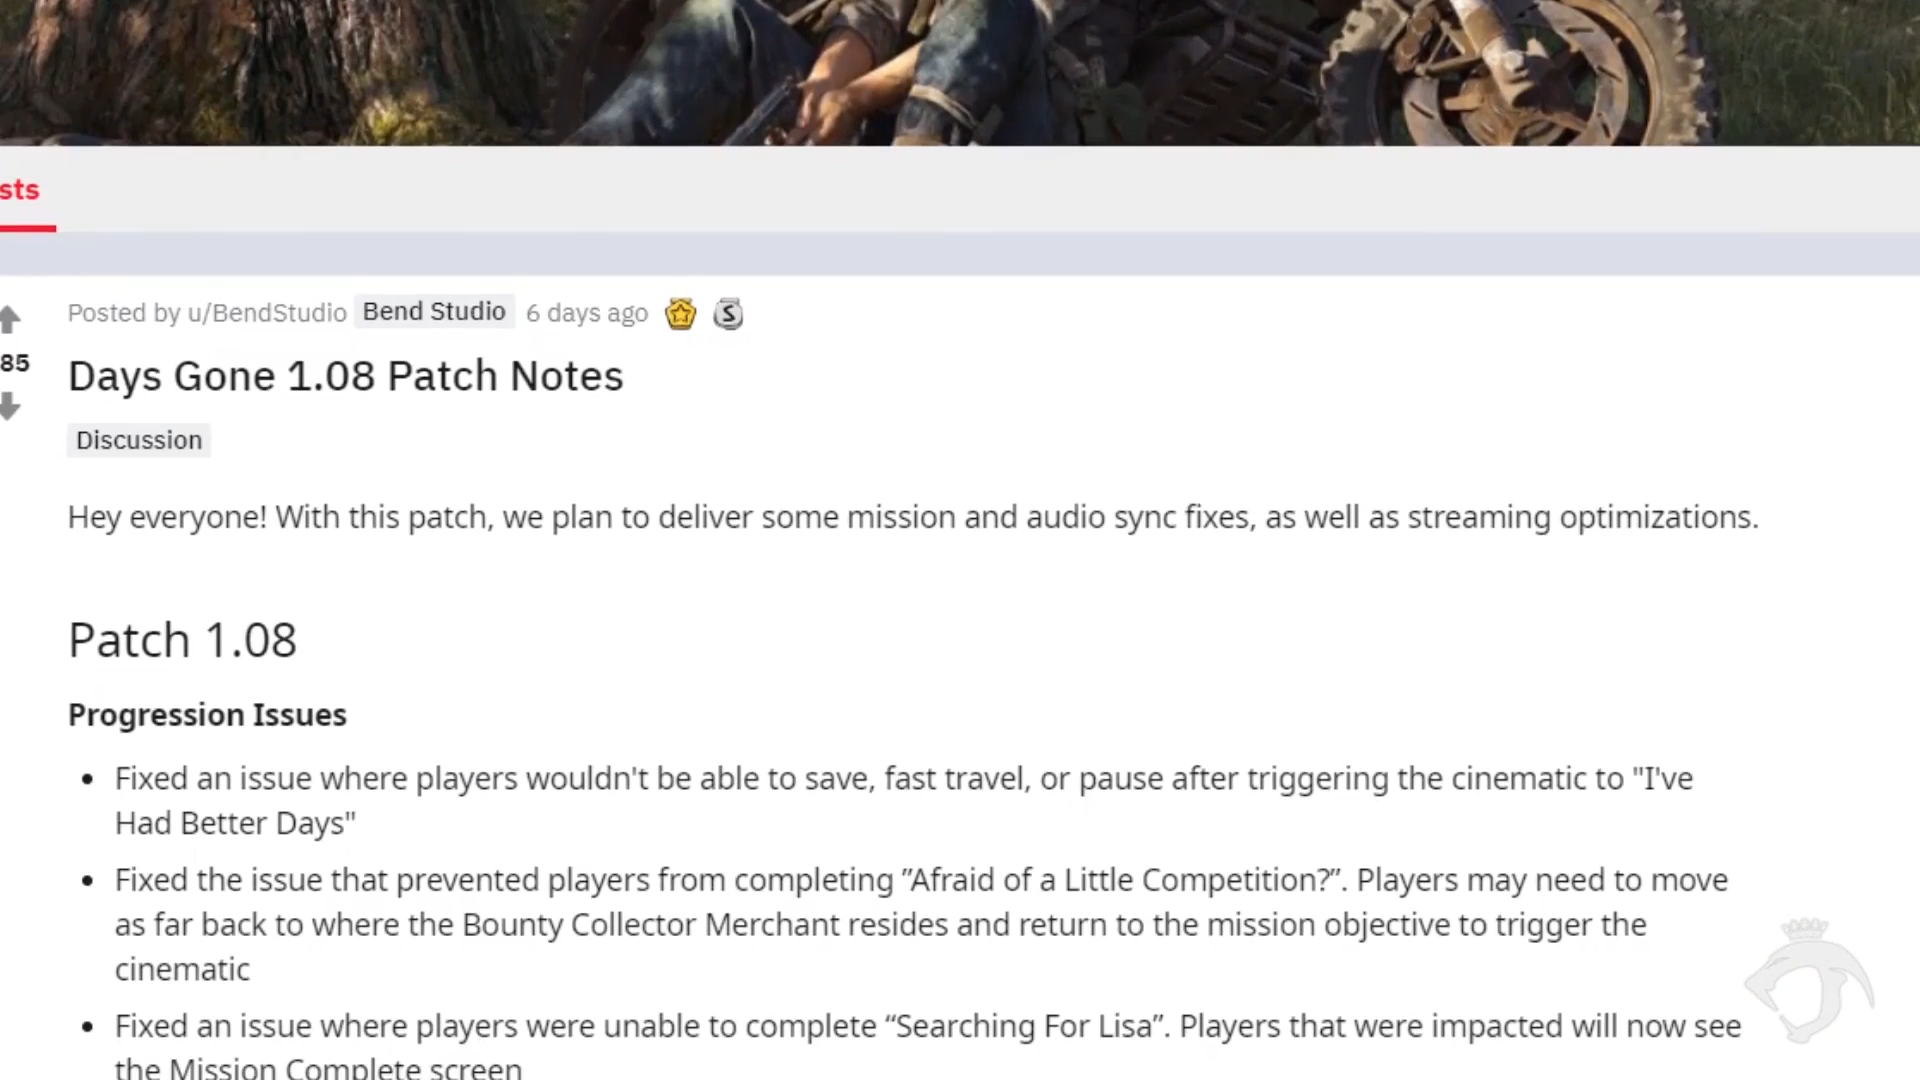 sts
Posted by u/BendStudio Bend Studio 6 days ago
85
Days Gone 1.08 Patch Notes
Discussion
Hey everyone! With this patch, we plan to deliver some mission and audio sync fixes, as well as streaming optimizations.
Patch 1.08
Progression Issues
• Fixed an issue where players wouldn't be able to save, fast travel, or pause after triggering the cinematic to "I've
Had Better Days"
• Fixed the issue that prevented players from completing ”Afraid of a Little Competition?”. Players may need to move
as far back to where the Bounty Collector Merchant resides and return to the mission objective to trigger the
cinematic
• Fixed an issue where players were unable to complete “Searching For Lisa”. Players that were impacted will now see
the Mission Complete screen